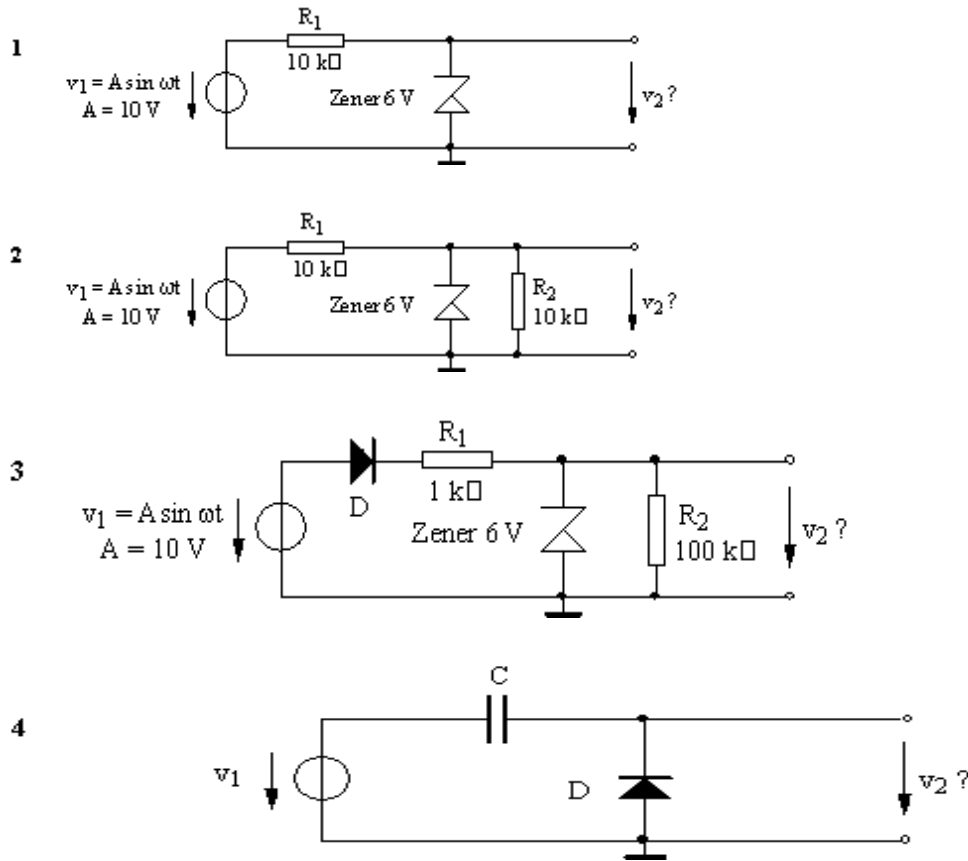 1
R1
10 k□
v1 = A sin ωt
A = 10 V
Zener 6 V
v2 ?
2
R1
10 k□
v1 = A sin ωt
A = 10 V
Zener 6 V
R2
10 k□
v2 ?
3
D
R1
1 k□
v1 = A sin ωt
A = 10 V
Zener 6 V
R2
100 k□
v2 ?
4
C
v1
D
v2 ?